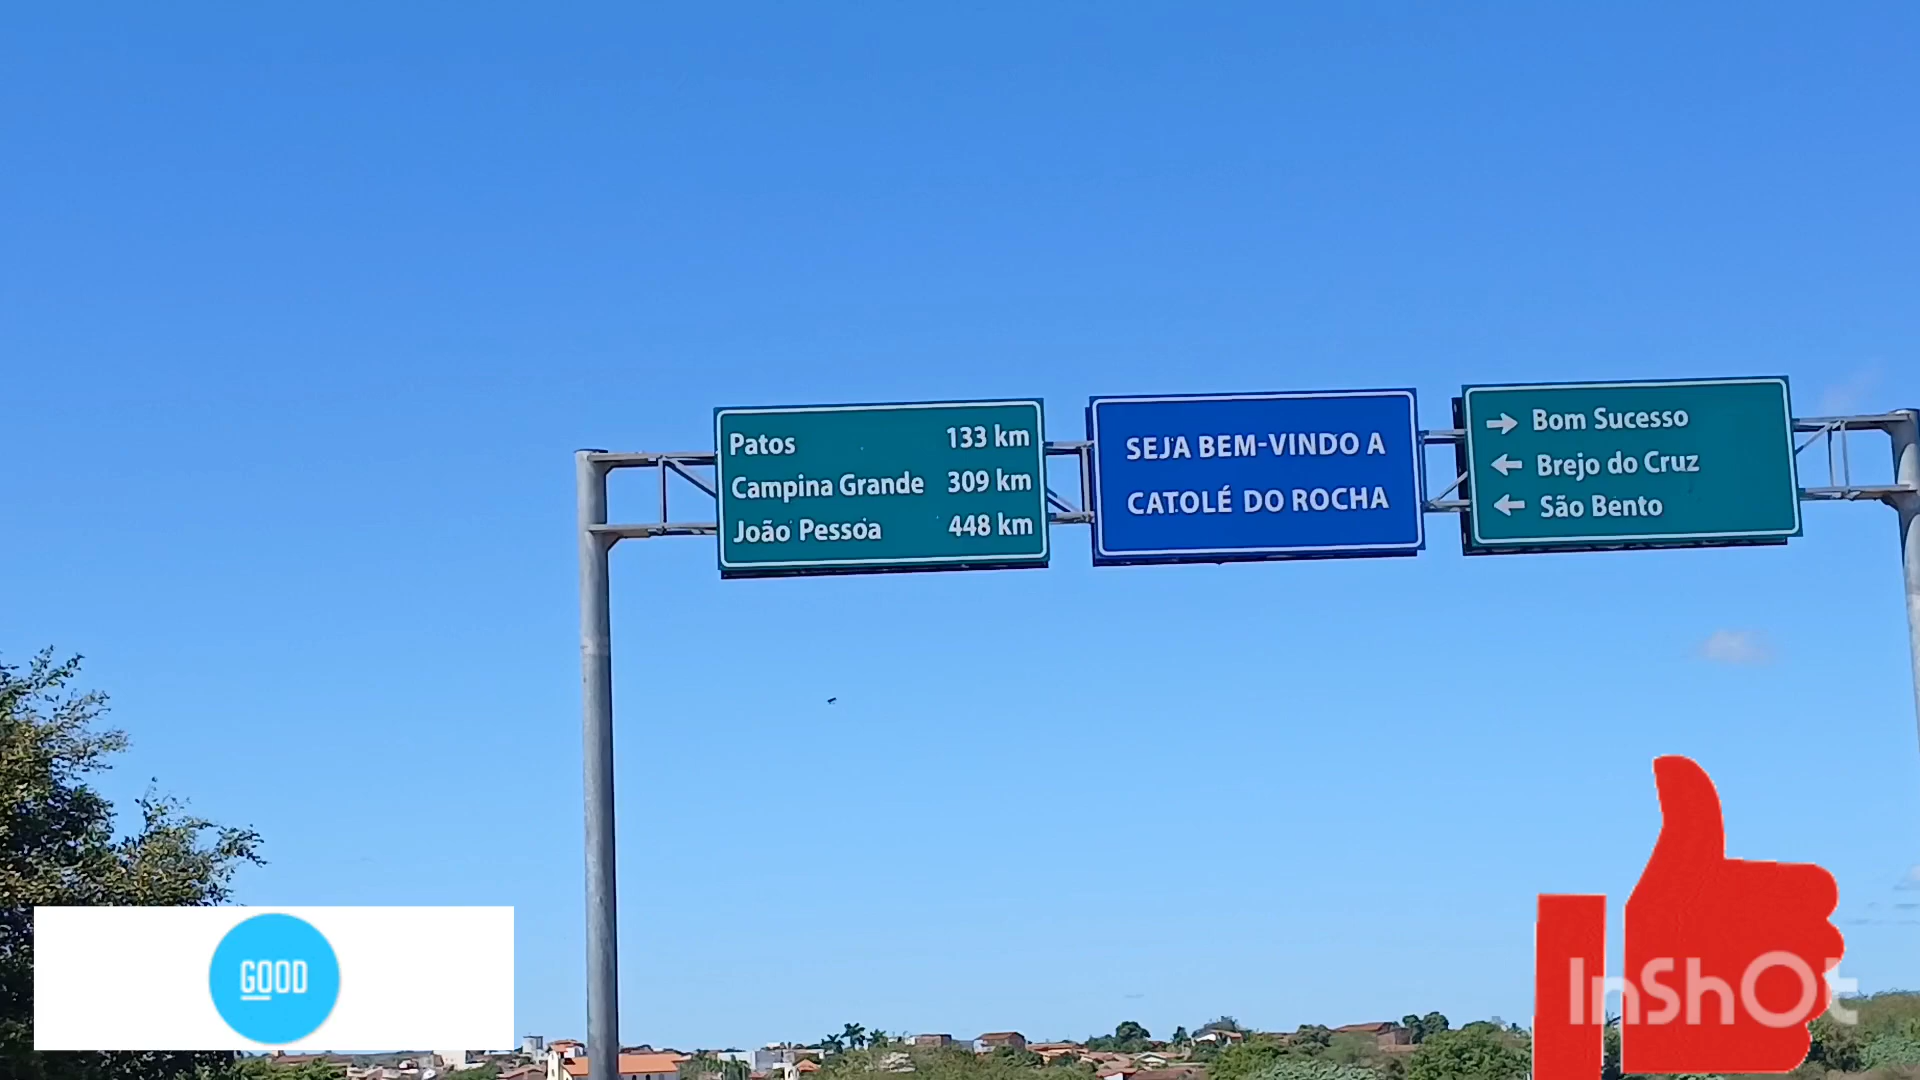 Patos 133 km
Campina Grande 309 km
João Pessoa 448 km
SEJA BEM-VINDO A
CATOLÉ DO ROCHA
→ Bom Sucesso
← Brejo do Cruz
← São Bento
GOOD
InShOt